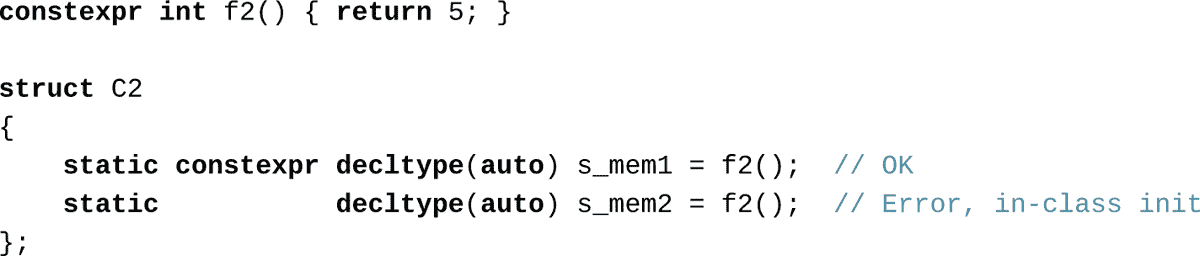 constexpr int f2() { return 5; }

struct C2
{
    static constexpr decltype(auto) s_mem1 = f2();  // OK
    static           decltype(auto) s_mem2 = f2();  // Error, in-class init
};